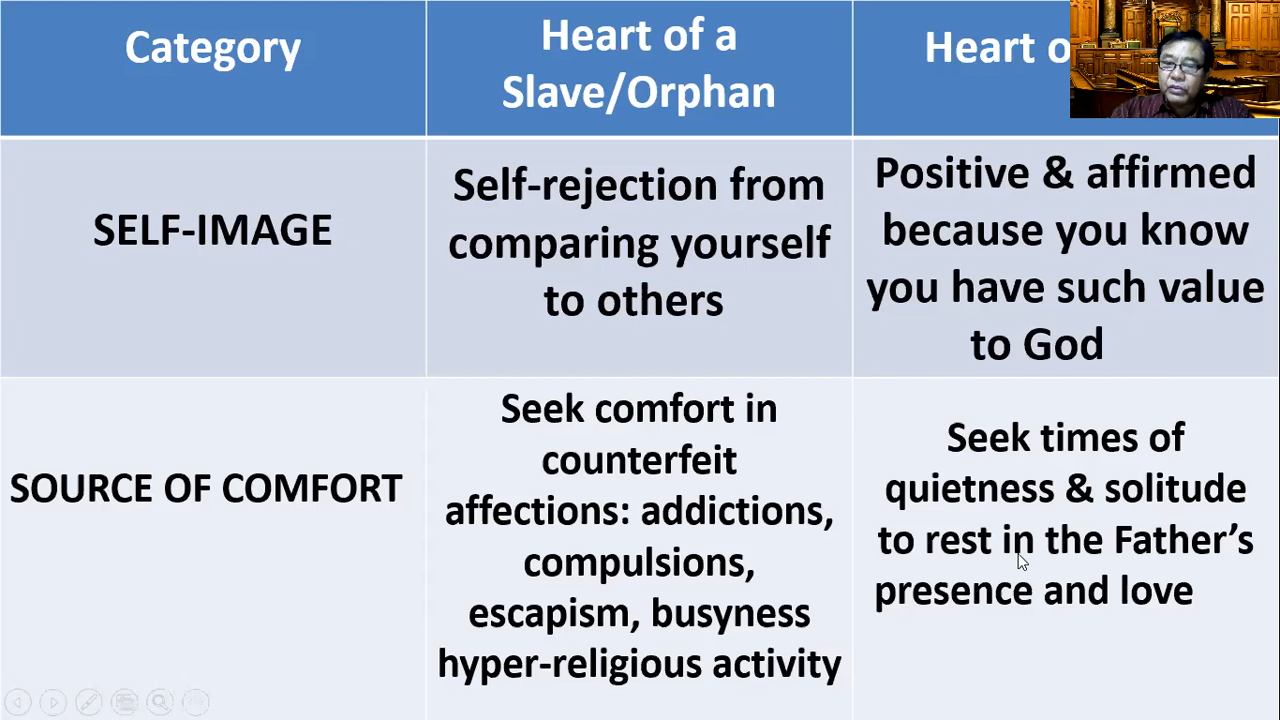 Category
Heart of a
Slave/Orphan
Heart
SELF-IMAGE
Self-rejection from
comparing yourself
to others
Positive & affirmed
because you know
you have such value
to God
SOURCE OF COMFORT
Seek comfort in
counterfeit
affections: addictions,
compulsions,
escapism, busyness
hyper-religious activity
Seek times of
quietness & solitude
to rest in the Father’s
presence and love